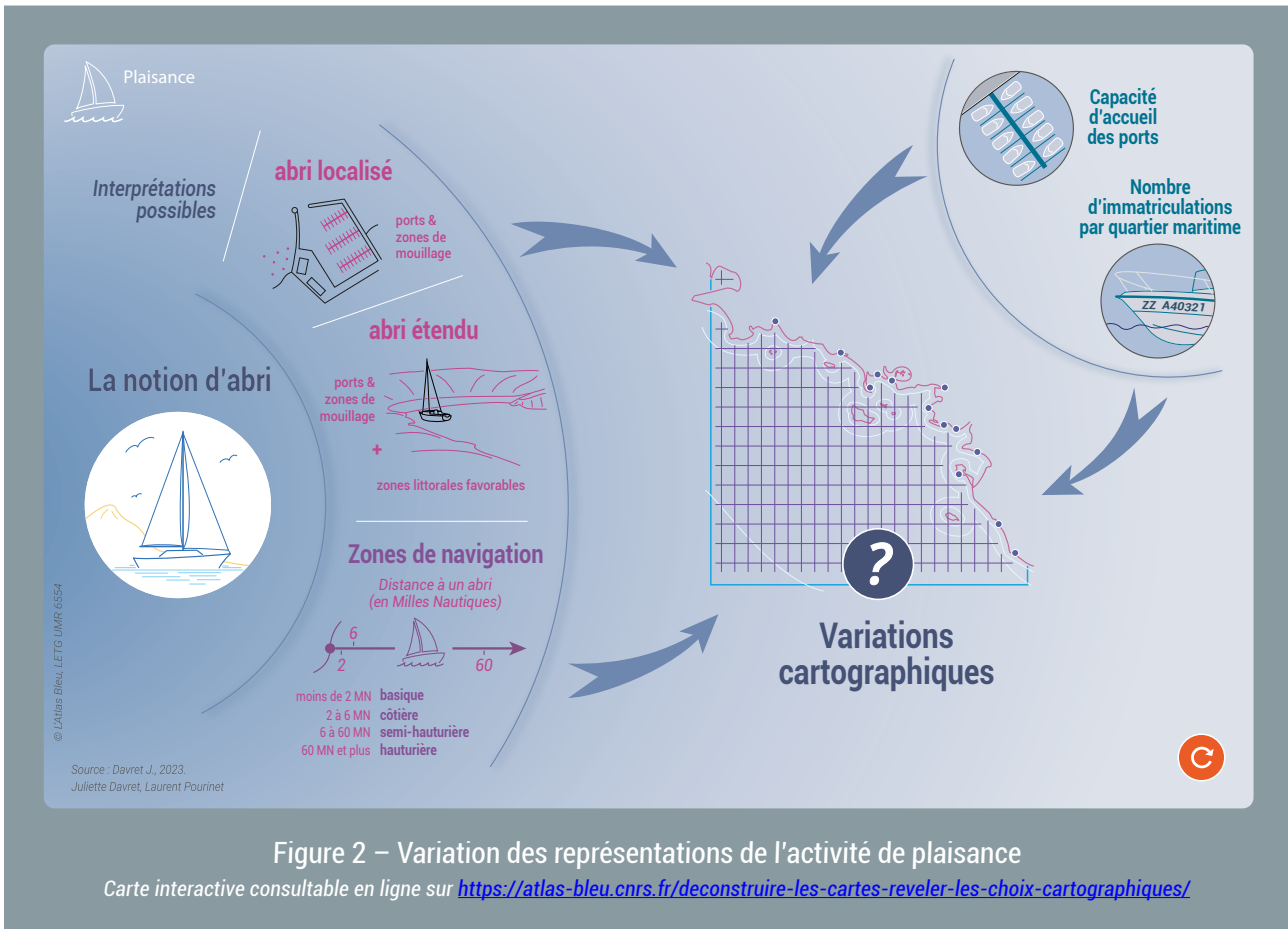 Plaisance
Interprétations
possibles
abri localisé
ports &
zones de
mouillage
abri étendu
ports &
zones de
mouillage
+
zones littorales favorables
La notion d'abri
Zones de navigation
Distance à un abri
(en Milles Nautiques)
6
2
60
moins de 2 MN basique
2 à 6 MN côtière
6 à 60 MN semi-hauturière
60 MN et plus hauturière
Capacité
d'accueil
des ports
Nombre
d'immatriculations
par quartier maritime
ZZ A40321
?
Variations
cartographiques
© L'Atlas Bleu, LETG UMR 6554
Source : Davret J., 2023.
Juliette Davret, Laurent Pourinet
Figure 2 – Variation des représentations de l'activité de plaisance
Carte interactive consultable en ligne sur https://atlas-bleu.cnrs.fr/deconstruire-les-cartes-reveler-les-choix-cartographiques/